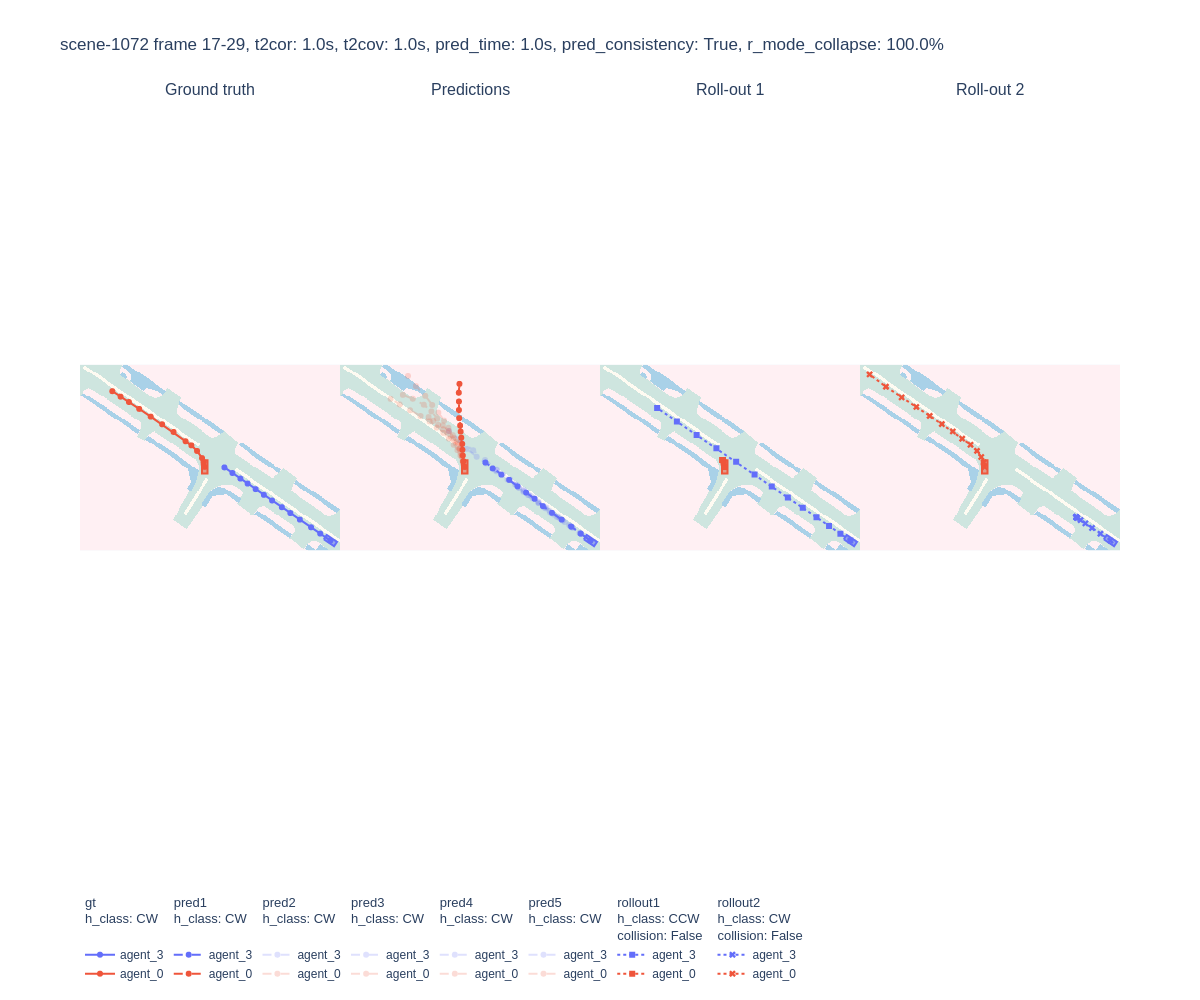 scene-1072 frame 17-29, t2cor: 1.0s, t2cov: 1.0s, pred_time: 1.0s, pred_consistency: True, r_mode_collapse: 100.0%
Ground truth Predictions Roll-out 1 Roll-out 2
gt pred1 pred2 pred3 pred4 pred5 rollout1 rollout2
h_class: CW h_class: CW h_class: CW h_class: CW h_class: CW h_class: CW h_class: CCW h_class: CW
collision: False collision: False
agent_3 agent_3 agent_3 agent_3 agent_3 agent_3 agent_3 agent_3
agent_0 agent_0 agent_0 agent_0 agent_0 agent_0 agent_0 agent_0